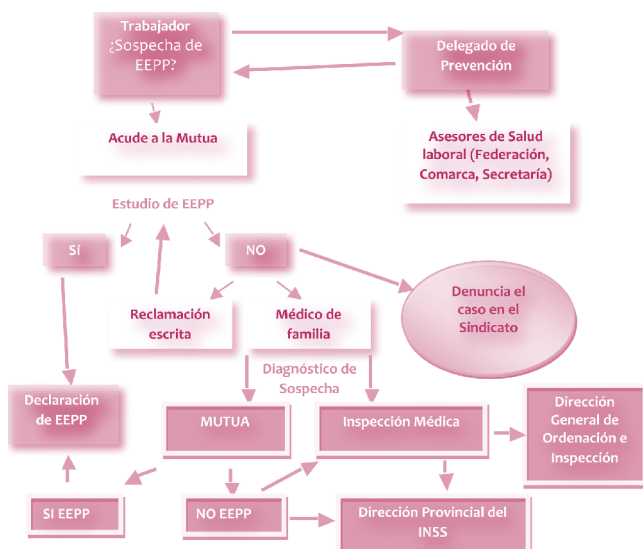 Trabajador
¿Sospecha de
EEPP?
Delegado de
Prevención
Acude a la Mutua
Asesores de Salud
laboral (Federación,
Comarca, Secretaría)
Estudio de EEPP
SÍ
NO
Reclamación
escrita
Médico de
familia
Denuncia el
caso en el
Sindicato
Diagnóstico de
Sospecha
Declaración
de EEPP
MUTUA
Inspección Médica
Dirección
General de
Ordenación e
Inspección
SI EEPP
NO EEPP
Dirección Provincial del
INSS